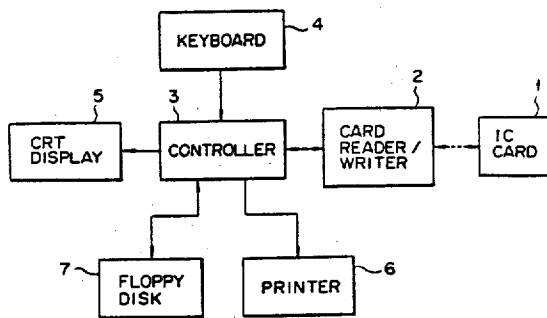 4
KEYBOARD
5
CRT
DISPLAY
3
CONTROLLER
2
CARD
READER/
WRITER
1
IC
CARD
7
FLOPPY
DISK
PRINTER
6